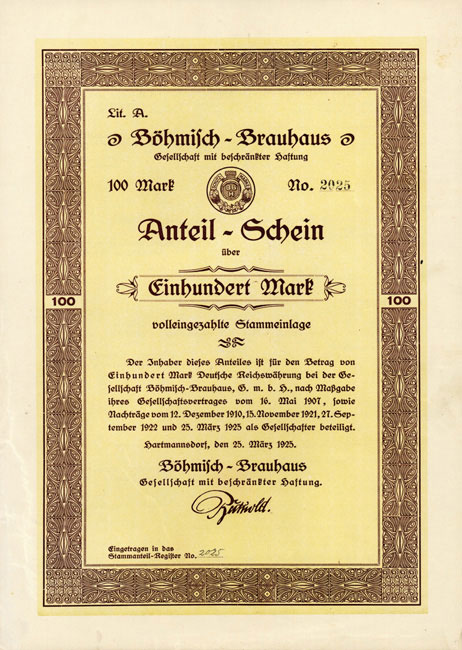 Lit. A.
Böhmisch - Brauhaus
Gesellschaft mit beschränkter Haftung
100 Mark No. 2025
Anteil - Schein
über
Einhundert Mark
100 100
volleingezahlte Stammeinlage
Der Inhaber dieses Anteiles ist für den Betrag von
Einhundert Mark Deutsche Reichswährung bei der Ge-
sellschaft Böhmisch-Brauhaus, G. m. b. H., nach Maßgabe
ihres Gesellschaftsvertrages vom 16. Mai 1907, sowie
Nachträge vom 12. Dezember 1910, 15. November 1921, 27. Sep-
tember 1922 und 25. März 1925 als Gesellschafter beteiligt.
Hartmannsdorf, den 25. März 1925.
Böhmisch - Brauhaus
Gesellschaft mit beschränkter Haftung.
Eingetragen in das
Stammanteil-Register No. 2025